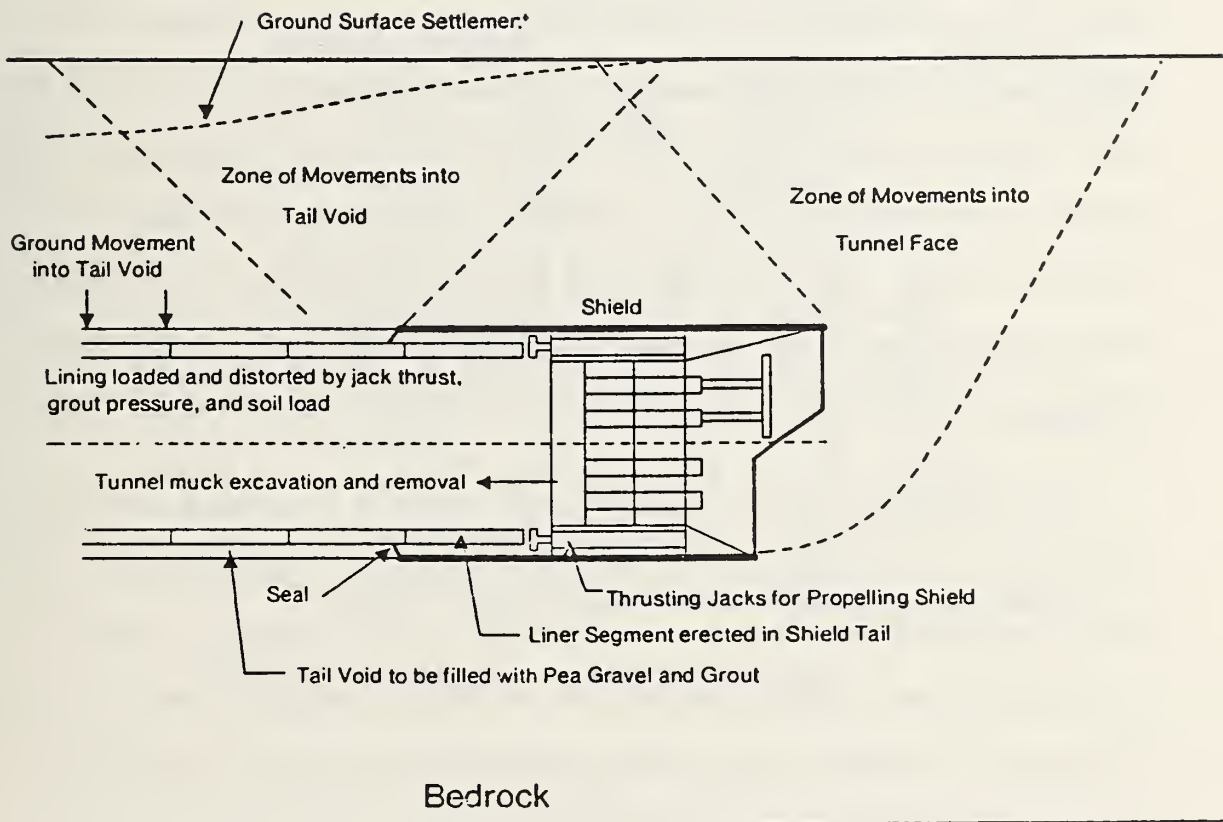 Ground Surface Settlemen
Zone of Movements into
Tail Void
Zone of Movements into
Tunnel Face
Ground Movement
into Tail Void
Shield
Lining loaded and distorted by jack thrust,
grout pressure, and soil load
Tunnel muck excavation and removal
Seal
Thrusting Jacks for Propelling Shield
Liner Segment erected in Shield Tail
Tail Void to be filled with Pea Gravel and Grout
Bedrock